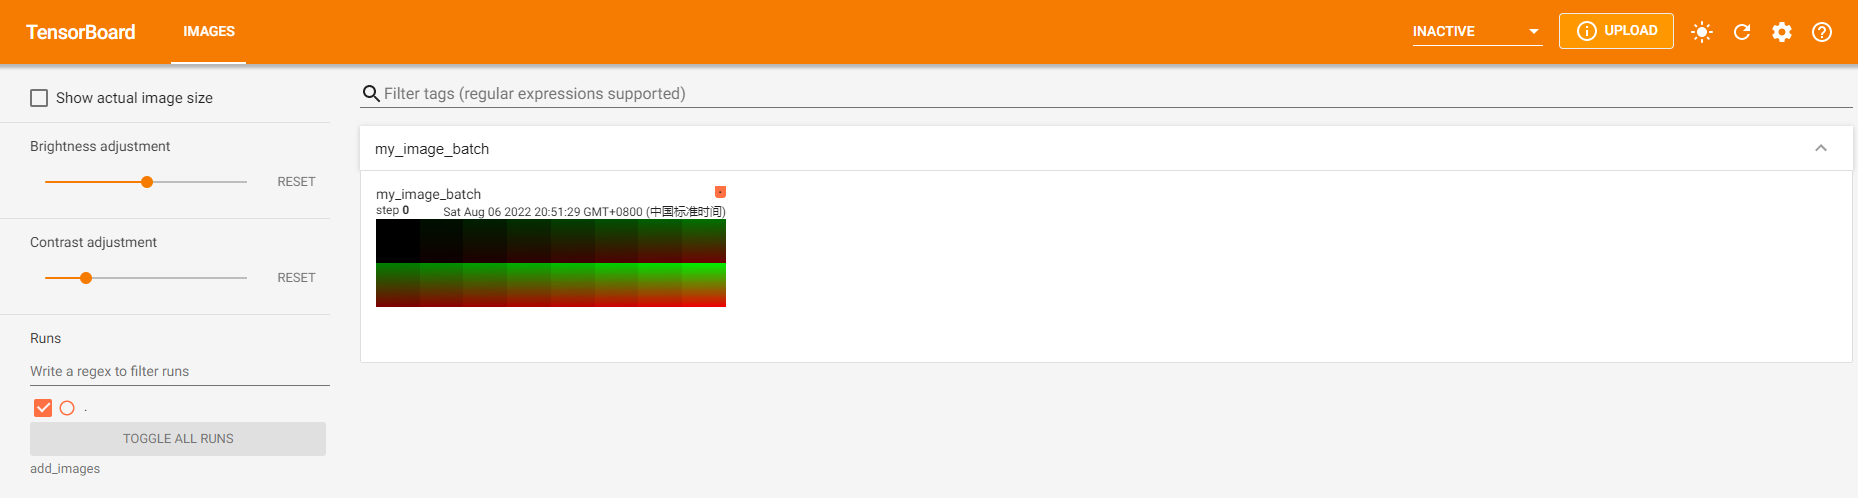 TensorBoard
IMAGES
INACTIVE
UPLOAD
Show actual image size
Filter tags (regular expressions supported)
Brightness adjustment
RESET
Contrast adjustment
RESET
Runs
Write a regex to filter runs
.
TOGGLE ALL RUNS
add_images
my_image_batch
my_image_batch
.
step 0
Sat Aug 06 2022 20:51:29 GMT+0800 (中国标准时间)